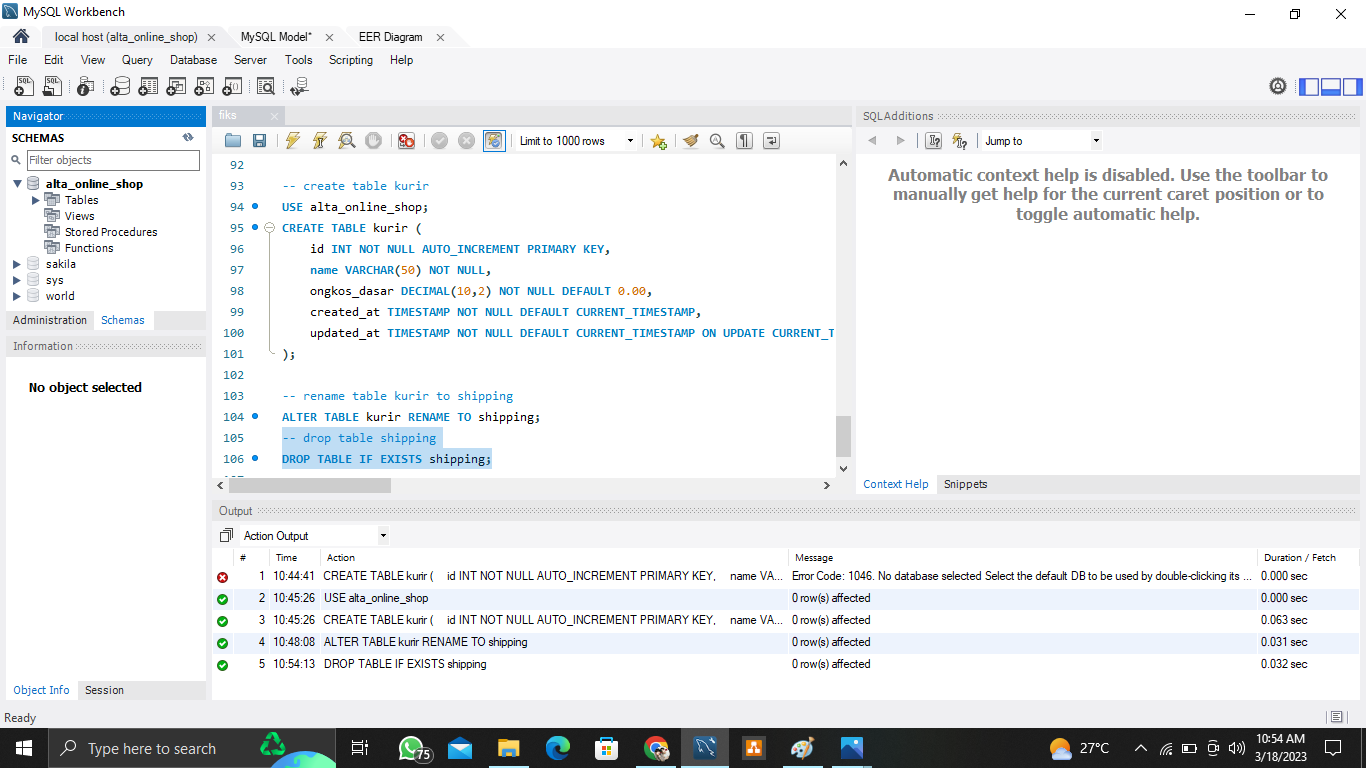 MySQL Workbench
local host (alta_online_shop)
MySQL Model*
EER Diagram
File Edit View Query Database Server Tools Scripting Help
Navigator
SCHEMAS
Filter objects
alta_online_shop
Tables
Views
Stored Procedures
Functions
sakila
sys
world
Administration Schemas
Information
No object selected
Object Info Session
fiks
Limit to 1000 rows
92
93 -- create table kurir
94 USE alta_online_shop;
95 CREATE TABLE kurir (
96 id INT NOT NULL AUTO_INCREMENT PRIMARY KEY,
97 name VARCHAR(50) NOT NULL,
98 ongkos_dasar DECIMAL(10,2) NOT NULL DEFAULT 0.00,
99 created_at TIMESTAMP NOT NULL DEFAULT CURRENT_TIMESTAMP,
100 updated_at TIMESTAMP NOT NULL DEFAULT CURRENT_TIMESTAMP ON UPDATE CURRENT_T
101 );
102
103 -- rename table kurir to shipping
104 ALTER TABLE kurir RENAME TO shipping;
105 -- drop table shipping
106 DROP TABLE IF EXISTS shipping;
SQLAdditions
Jump to
Automatic context help is disabled. Use the toolbar to
manually get help for the current caret position or to
toggle automatic help.
Context Help Snippets
Output
Action Output
# Time Action Message Duration / Fetch
1 10:44:41 CREATE TABLE kurir ( id INT NOT NULL AUTO_INCREMENT PRIMARY KEY, name VA... Error Code: 1046. No database selected Select the default DB to be used by double-clicking its ... 0.000 sec
2 10:45:26 USE alta_online_shop 0 row(s) affected 0.000 sec
3 10:45:26 CREATE TABLE kurir ( id INT NOT NULL AUTO_INCREMENT PRIMARY KEY, name VA... 0 row(s) affected 0.063 sec
4 10:48:08 ALTER TABLE kurir RENAME TO shipping 0 row(s) affected 0.031 sec
5 10:54:13 DROP TABLE IF EXISTS shipping 0 row(s) affected 0.032 sec
Ready
Type here to search
75
27°C
10:54 AM
3/18/2023